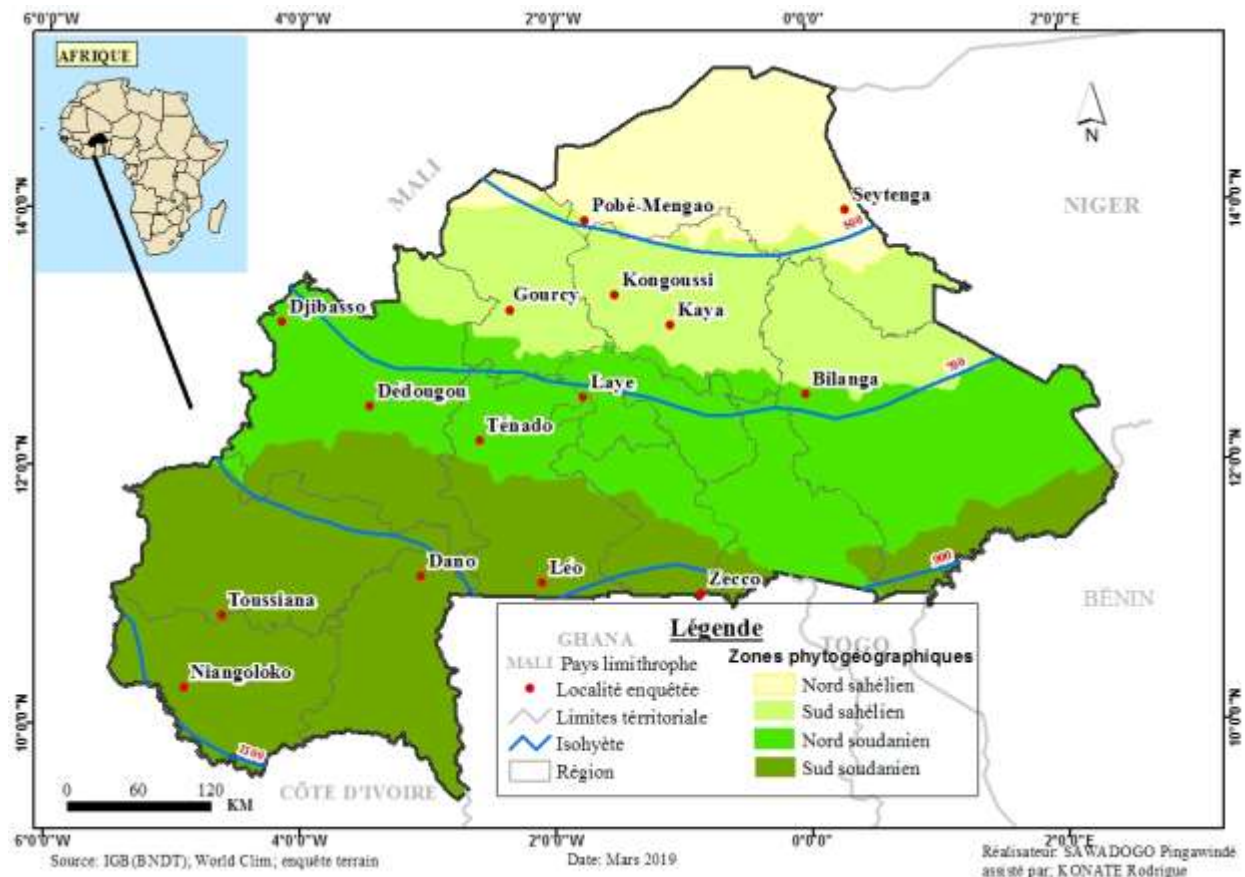 6°0'0"W 4°0'0"W 2°0'0"W 0°0'0" 2°0'0"E
AFRIQUE
N
MALI
14°0'0"N
14°0'0"N
NIGER
Seytenga
Pobé-Mengao
Kongoussi
Gourcy
Kaya
Djibasso
Bilanga
Laye
Dédougou
Ténado
12°0'0"N
12°0'0"N
900
Dano
Léo
Zecco
Toussiana
BÉNIN
Niangoloko
1100
10°0'0"N
10°0'0"N
Légende
GHANA
TOGO
MALI Pays limithrophe
Localité enquêtée
Limites térritoriale
Isohyète
Région
Zones phytogéographiques
Nord sahélien
Sud sahélien
Nord soudanien
Sud soudanien
0 60 120
KM
CÔTE D'IVOIRE
6°0'0"W 4°0'0"W 2°0'0"W 0°0'0" 2°0'0"E
Source: IGB(BNDT); World Clim; enquête terrain
Date: Mars 2019
Réalisateur: SAWADOGO Pingawindé
assisté par: KONATE Rodrigue